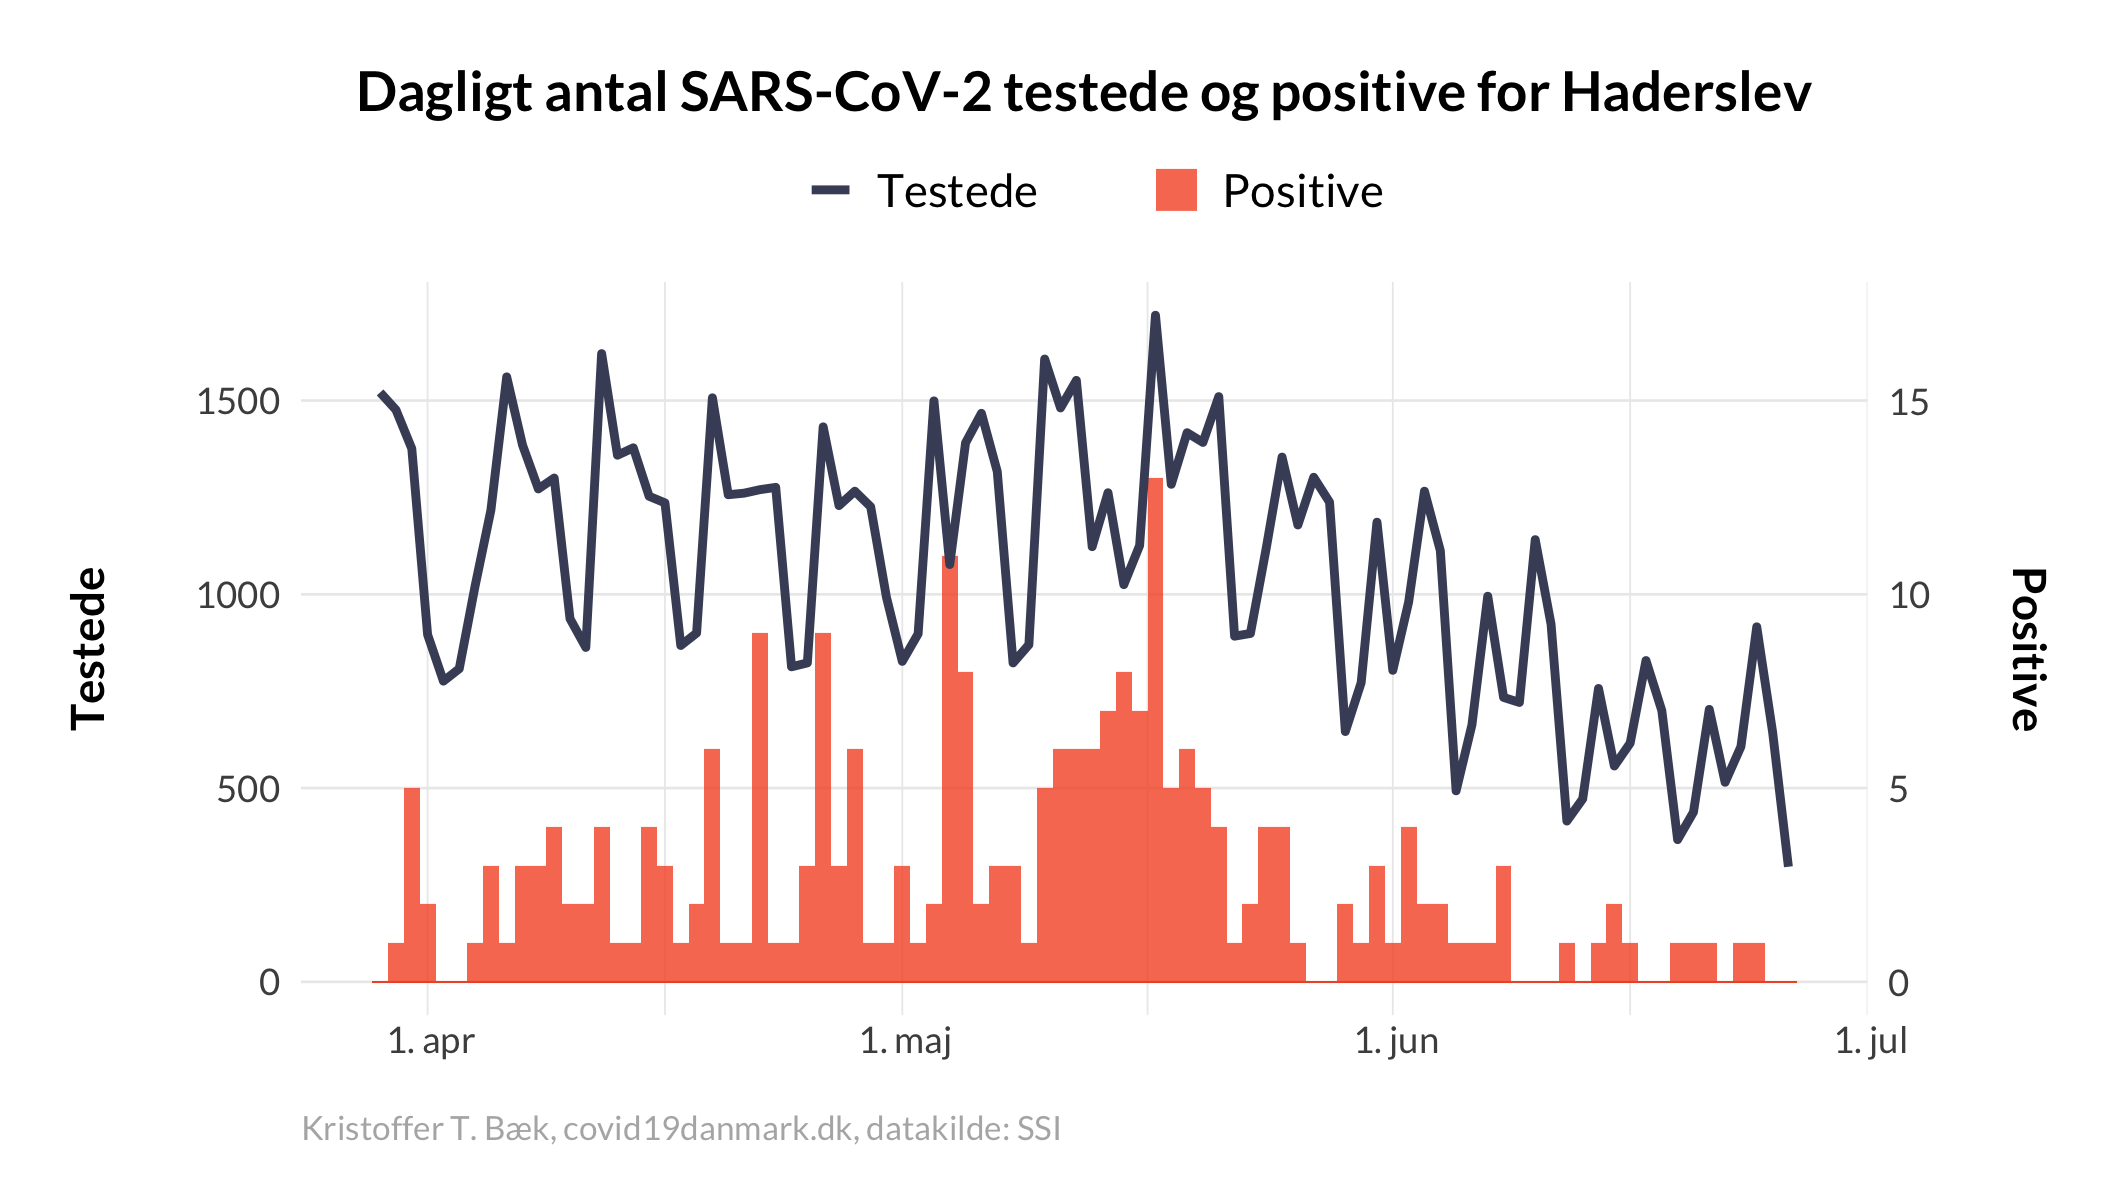 Dagligt antal SARS-CoV-2 testede og positive for Haderslev
Testede
Positive
1500
1000
500
0
15
10
5
0
Testede
Positive
1. apr
1. maj
1. jun
1. jul
Kristoffer T. Bæk, covid19danmark.dk, datakilde: SSI